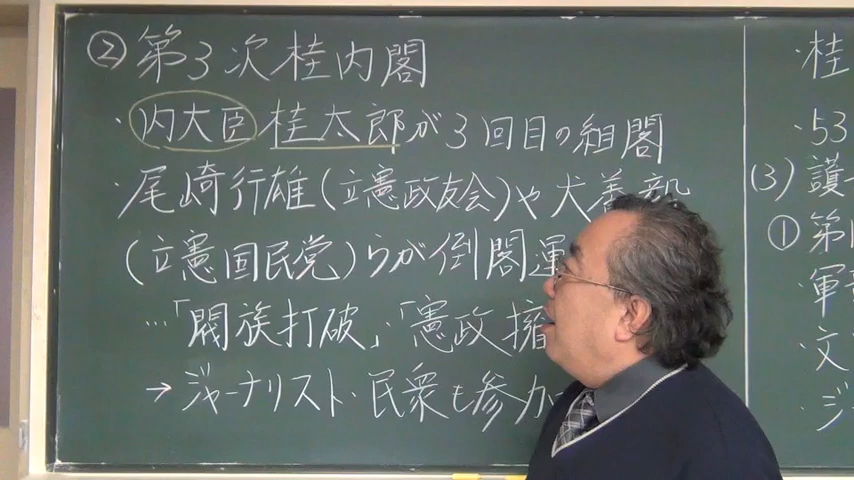 ② 第3次桂内閣
・内大臣桂太郎が3回目の組閣
・尾崎行雄(立憲政友会)や犬養毅
(立憲国民党)らが倒閣運
…「閥族打破」・「憲政擁
→ジャーナリスト・民衆も参加
・桂
・53
(3) 護
① 第
軍
・文
・ジ